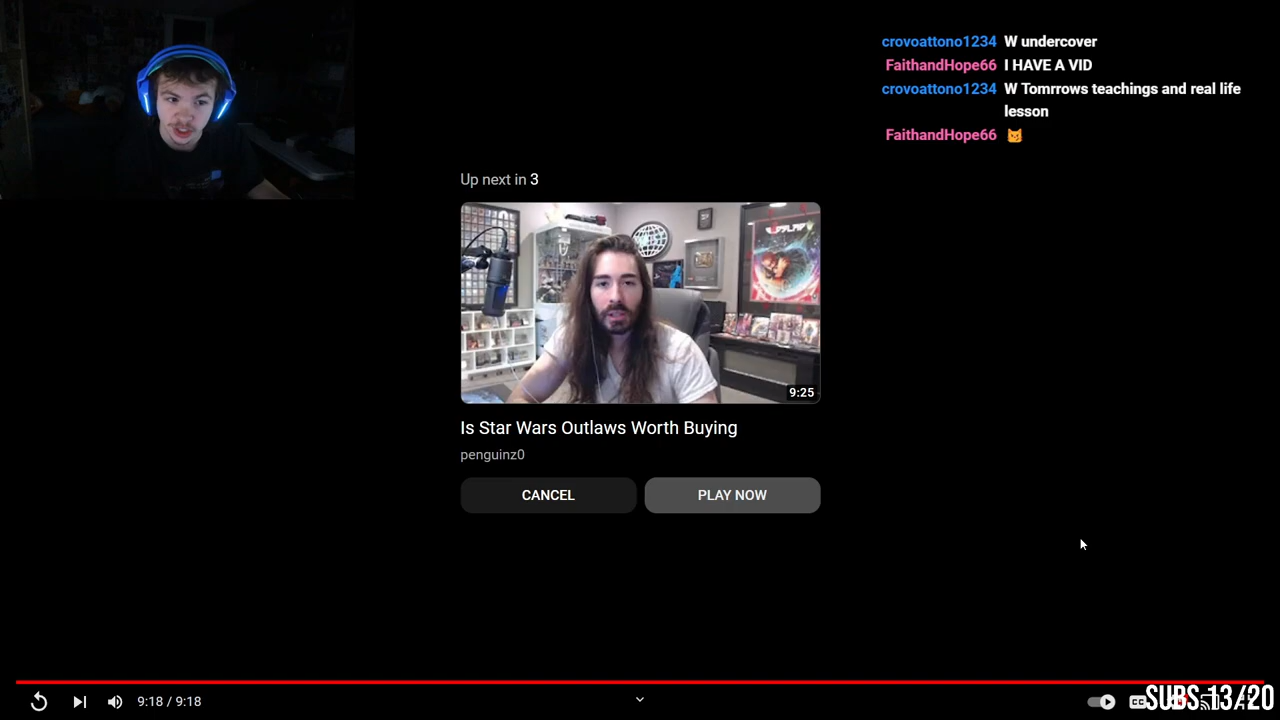 crovoattono1234 W undercover
FaithandHope66 I HAVE A VID
crovoattono1234 W Tomrrows teachings and real life
lesson
FaithandHope66 😼
Up next in 3
9:25
Is Star Wars Outlaws Worth Buying
penguinz0
CANCEL
PLAY NOW
9:18 / 9:18
CC
SUBS 13/20